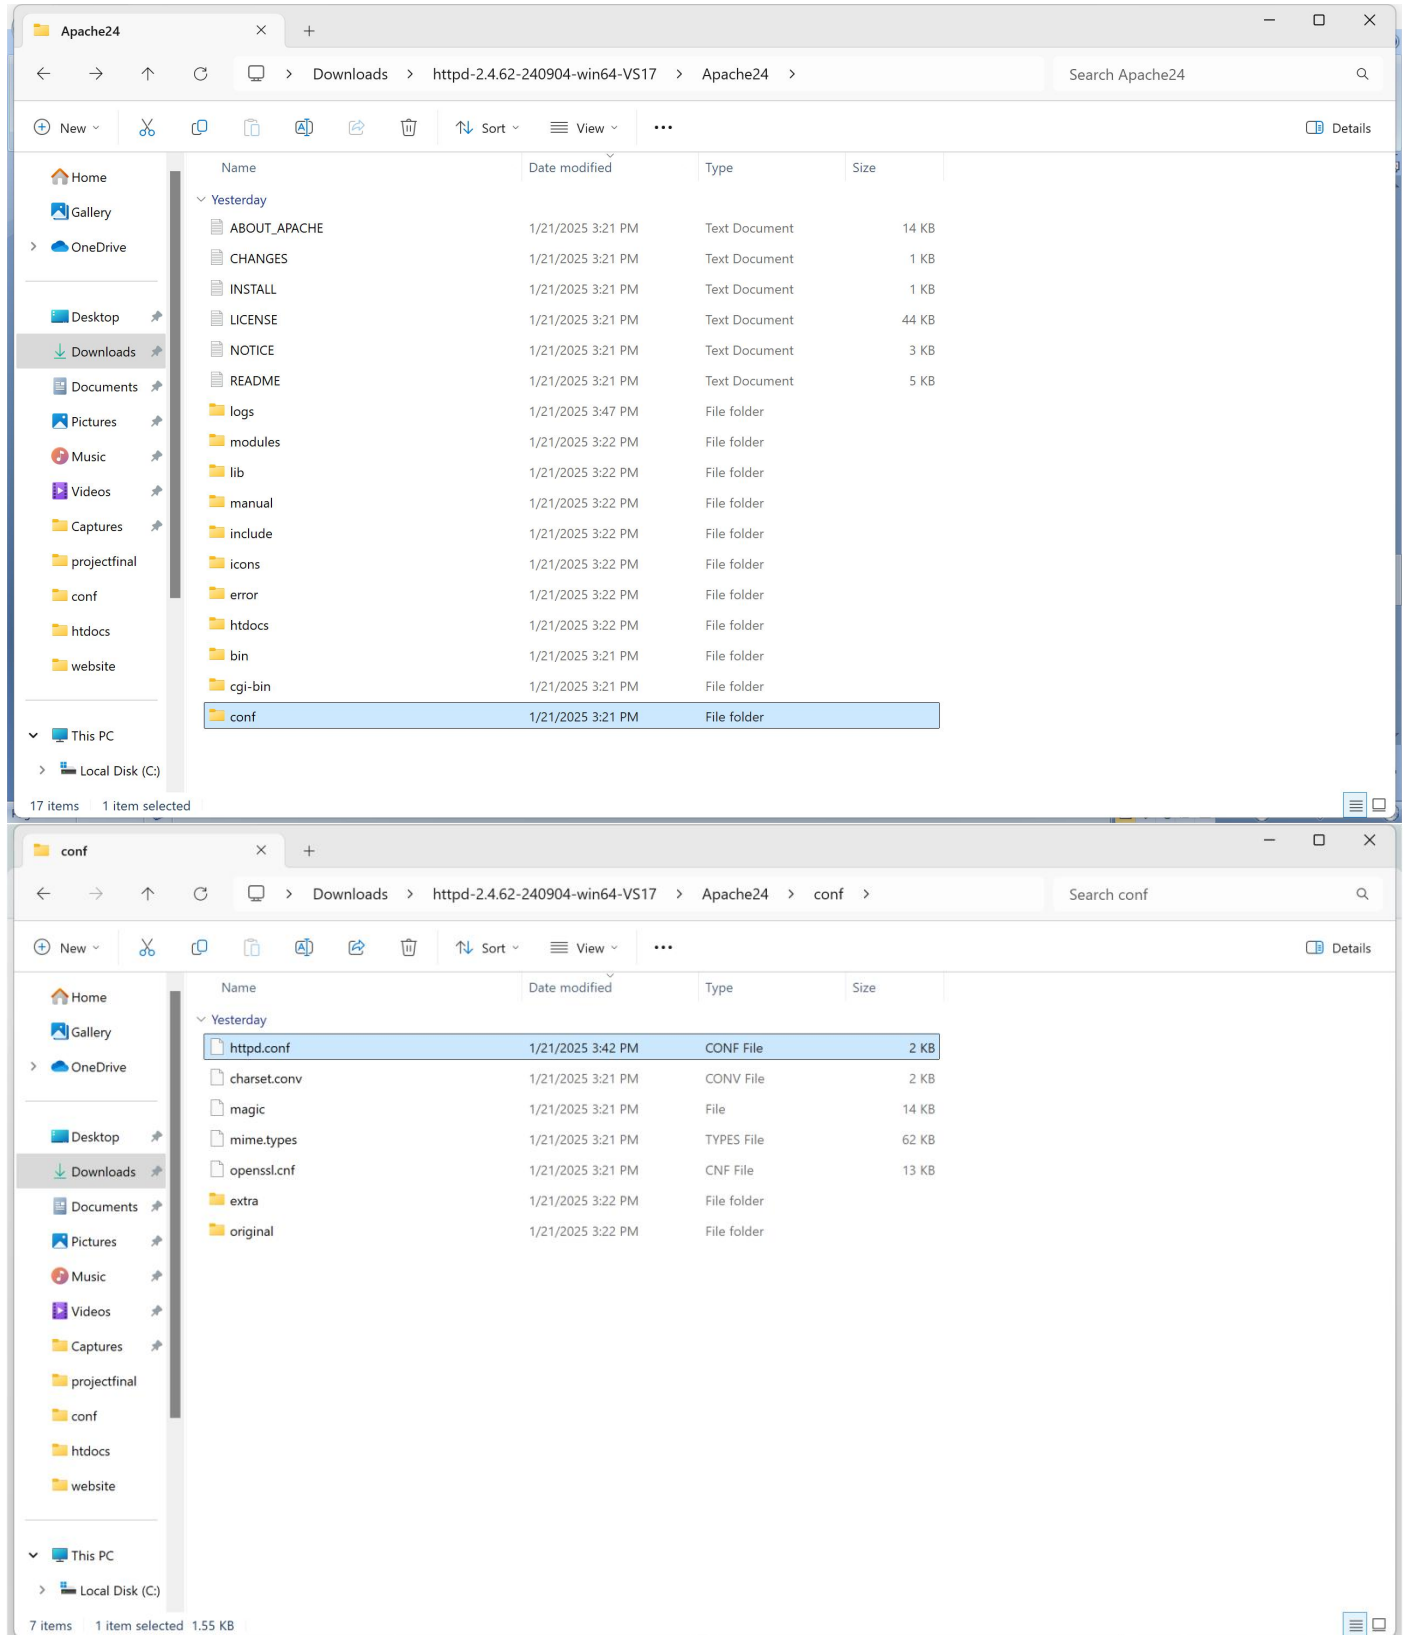 Apache24
Downloads > httpd-2.4.62-240904-win64-VS17 > Apache24 >
Search Apache24
New
Sort
View
Details
Home
Gallery
OneDrive
Desktop
Downloads
Documents
Pictures
Music
Videos
Captures
projectfinal
conf
htdocs
website
This PC
Local Disk (C:)
Name Date modified Type Size
Yesterday
ABOUT_APACHE 1/21/2025 3:21 PM Text Document 14 KB
CHANGES 1/21/2025 3:21 PM Text Document 1 KB
INSTALL 1/21/2025 3:21 PM Text Document 1 KB
LICENSE 1/21/2025 3:21 PM Text Document 44 KB
NOTICE 1/21/2025 3:21 PM Text Document 3 KB
README 1/21/2025 3:21 PM Text Document 5 KB
logs 1/21/2025 3:47 PM File folder
modules 1/21/2025 3:22 PM File folder
lib 1/21/2025 3:22 PM File folder
manual 1/21/2025 3:22 PM File folder
include 1/21/2025 3:22 PM File folder
icons 1/21/2025 3:22 PM File folder
error 1/21/2025 3:22 PM File folder
htdocs 1/21/2025 3:22 PM File folder
bin 1/21/2025 3:21 PM File folder
cgi-bin 1/21/2025 3:21 PM File folder
conf 1/21/2025 3:21 PM File folder
17 items 1 item selected
conf
Downloads > httpd-2.4.62-240904-win64-VS17 > Apache24 > conf >
Search conf
New
Sort
View
Details
Home
Gallery
OneDrive
Desktop
Downloads
Documents
Pictures
Music
Videos
Captures
projectfinal
conf
htdocs
website
This PC
Local Disk (C:)
Name Date modified Type Size
Yesterday
httpd.conf 1/21/2025 3:42 PM CONF File 2 KB
charset.conv 1/21/2025 3:21 PM CONV File 2 KB
magic 1/21/2025 3:21 PM File 14 KB
mime.types 1/21/2025 3:21 PM TYPES File 62 KB
openssl.cnf 1/21/2025 3:21 PM CNF File 13 KB
extra 1/21/2025 3:22 PM File folder
original 1/21/2025 3:22 PM File folder
7 items 1 item selected 1.55 KB